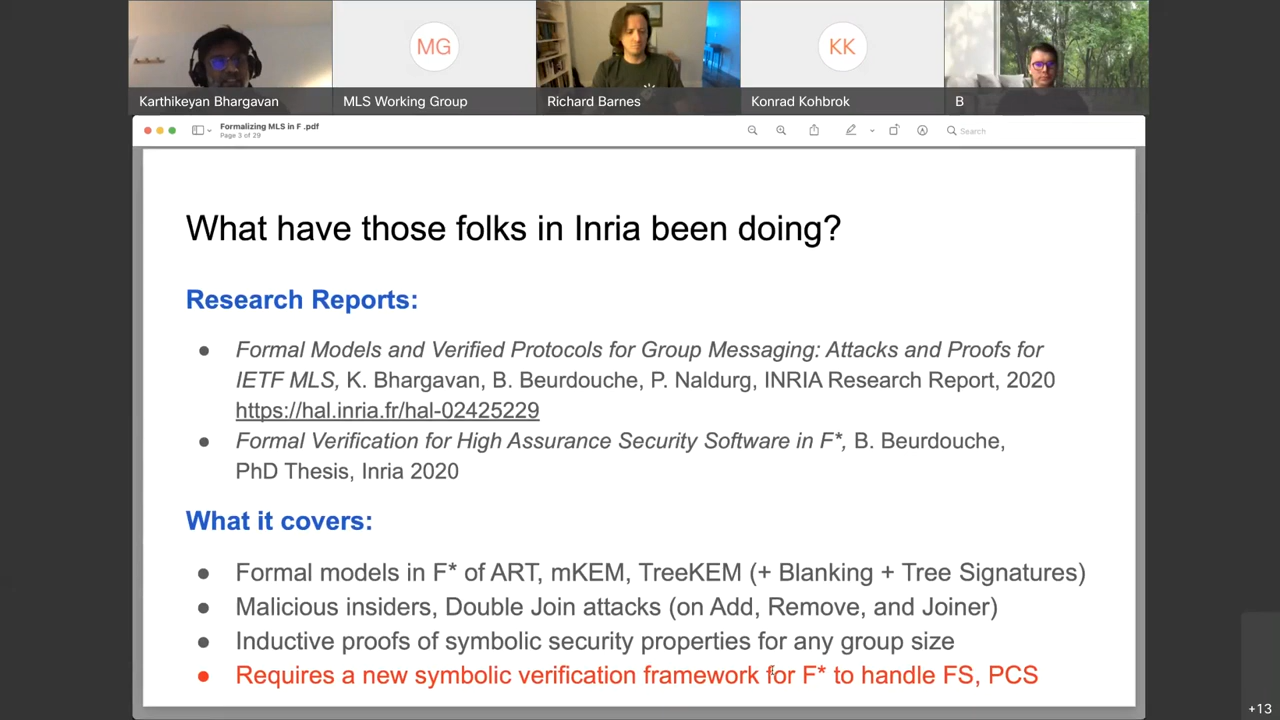 MG
KK
Karthikeyan Bhargavan
MLS Working Group
Richard Barnes
Konrad Kohbrok
B
Formalizing MLS in F .pdf
Page 3 of 29
Search
What have those folks in Inria been doing?
Research Reports:
● Formal Models and Verified Protocols for Group Messaging: Attacks and Proofs for
IETF MLS, K. Bhargavan, B. Beurdouche, P. Naldurg, INRIA Research Report, 2020
https://hal.inria.fr/hal-02425229
● Formal Verification for High Assurance Security Software in F*, B. Beurdouche,
PhD Thesis, Inria 2020
What it covers:
● Formal models in F* of ART, mKEM, TreeKEM (+ Blanking + Tree Signatures)
● Malicious insiders, Double Join attacks (on Add, Remove, and Joiner)
● Inductive proofs of symbolic security properties for any group size
● Requires a new symbolic verification framework for F* to handle FS, PCS
+13